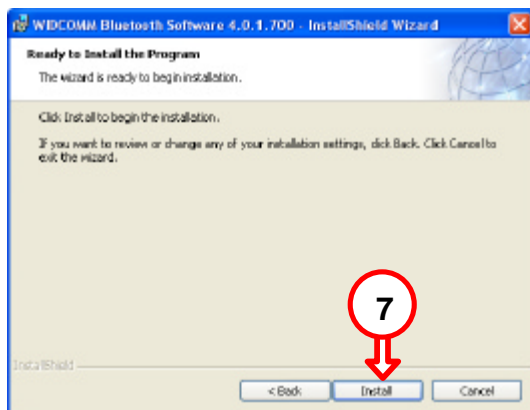 WIDCOMM Bluetooth Software 4.0.1.700 - InstallShield Wizard
Ready to Install the Program
The wizard is ready to begin installation.
Click Install to begin the installation.
If you want to review or change any of your installation settings, click Back. Click Cancel to
exit the wizard.
7
InstallShield
< Back Install Cancel